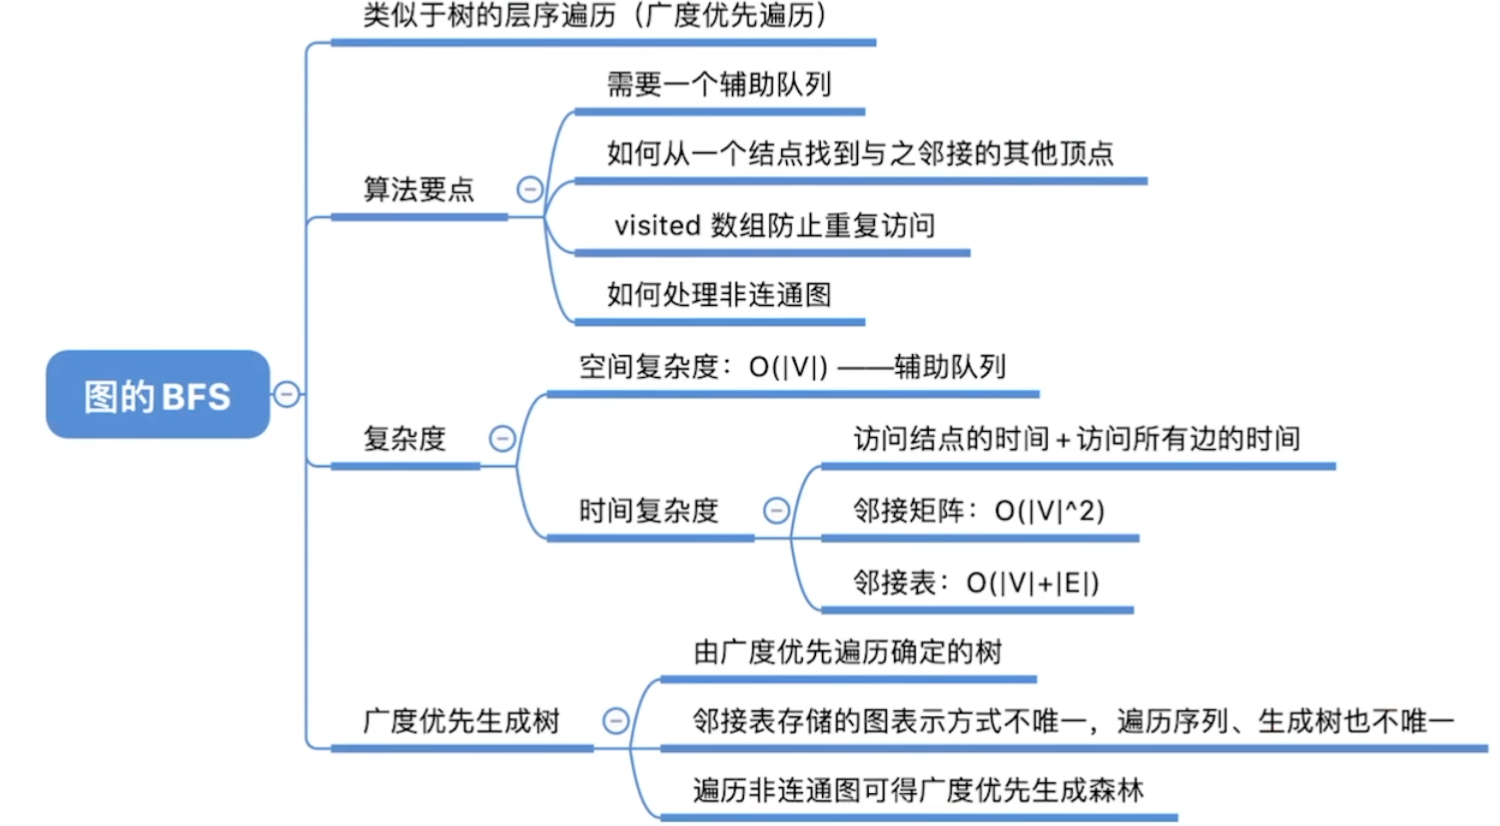 图的BFS
类似于树的层序遍历（广度优先遍历）
算法要点
需要一个辅助队列
如何从一个结点找到与之邻接的其他顶点
visited 数组防止重复访问
如何处理非连通图
复杂度
空间复杂度：O(|V|) ——辅助队列
时间复杂度
访问结点的时间+访问所有边的时间
邻接矩阵：O(|V|^2)
邻接表：O(|V|+|E|)
广度优先生成树
由广度优先遍历确定的树
邻接表存储的图表示方式不唯一，遍历序列、生成树也不唯一
遍历非连通图可得广度优先生成森林